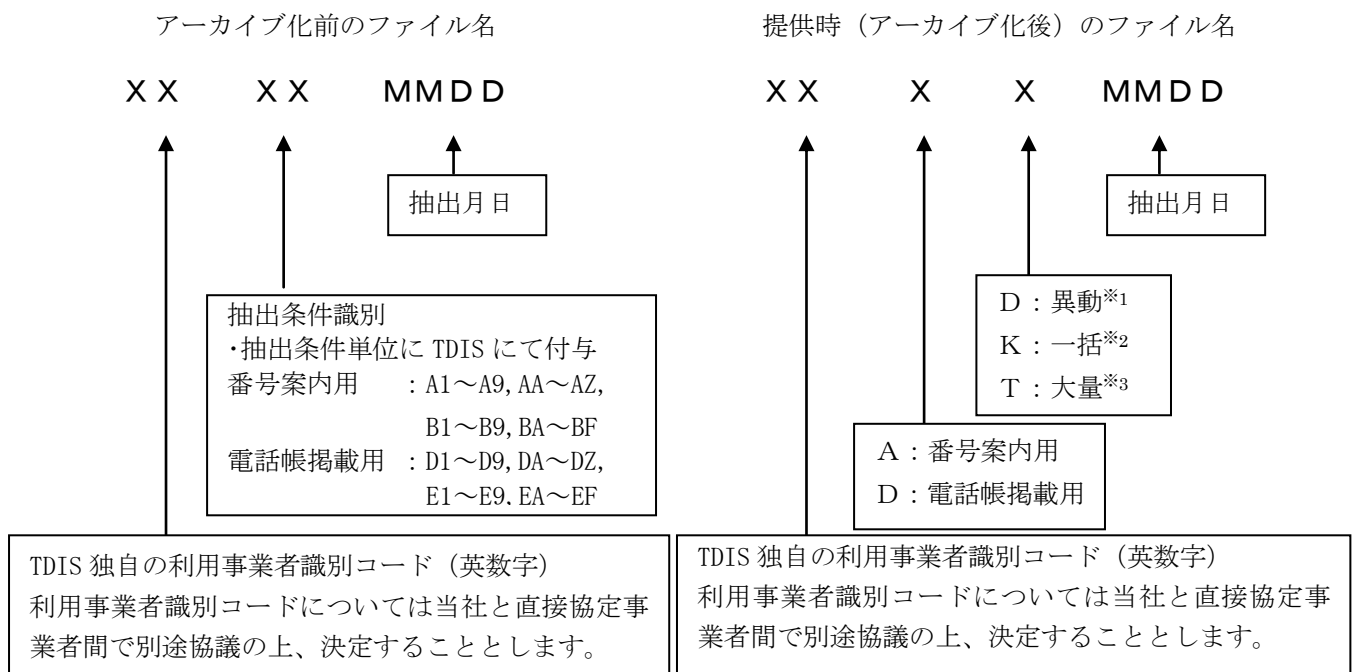 アーカイブ化前のファイル名
ＸＸ ＸＸ ＭＭＤＤ
抽出月日
抽出条件識別
・抽出条件単位に TDIS にて付与
番号案内用 ：A1～A9, AA～AZ,
B1～B9, BA～BF
電話帳掲載用 ：D1～D9, DA～DZ,
E1～E9. EA～EF
TDIS 独自の利用事業者識別コード（英数字）
利用事業者識別コードについては当社と直接協定事
業者間で別途協議の上、決定することとします。
提供時（アーカイブ化後）のファイル名
ＸＸ Ｘ Ｘ ＭＭＤＤ
抽出月日
Ｄ：異動※1
Ｋ：一括※2
Ｔ：大量※3
Ａ：番号案内用
Ｄ：電話帳掲載用
TDIS 独自の利用事業者識別コード（英数字）
利用事業者識別コードについては当社と直接協定事
業者間で別途協議の上、決定することとします。